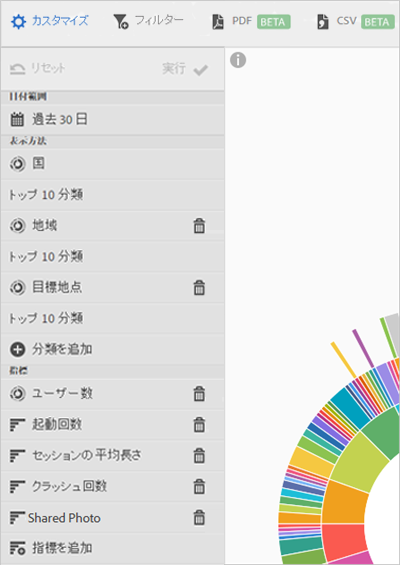 カスタマイズ フィルター PDF BETA CSV BETA
リセット 実行
日付範囲
過去 30 日
表示方法
国
トップ 10 分類
地域
トップ 10 分類
目標地点
トップ 10 分類
分類を追加
指標
ユーザー数
起動回数
セッションの平均長さ
クラッシュ回数
Shared Photo
指標を追加